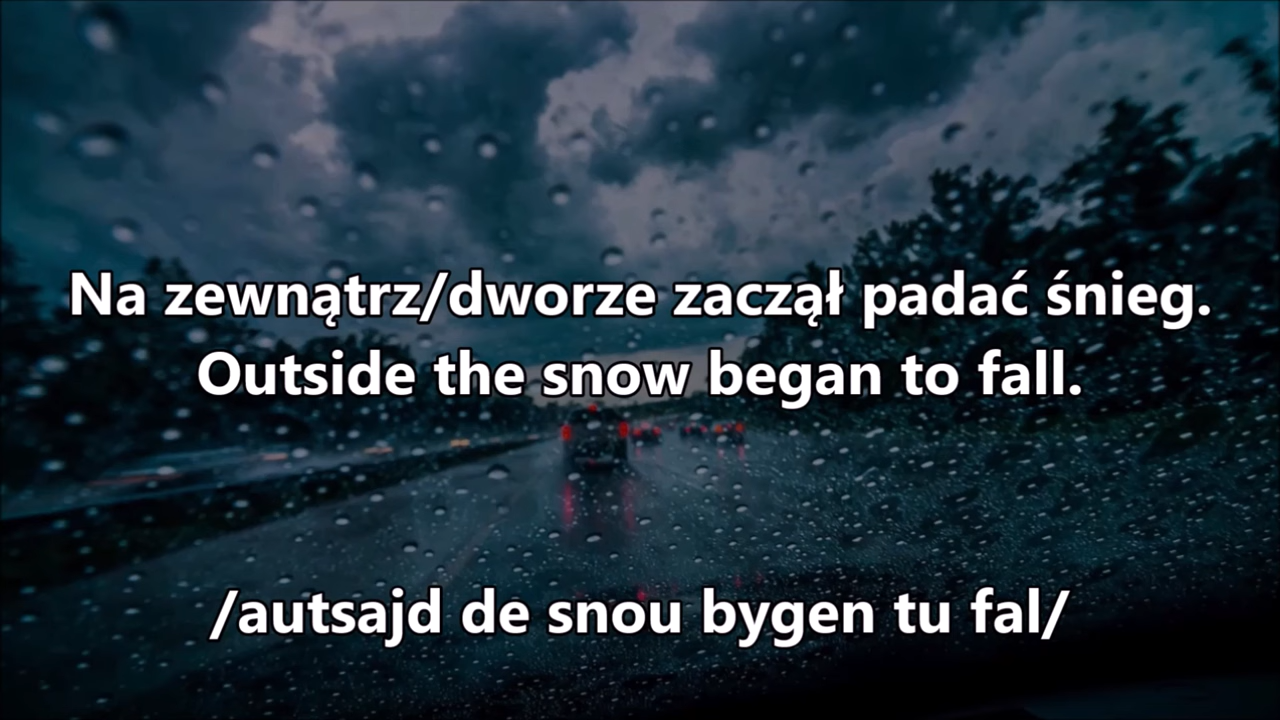 Na zewnątrz/dworze zaczął padać śnieg.
Outside the snow began to fall.
/autsajd de snou bygen tu fal/